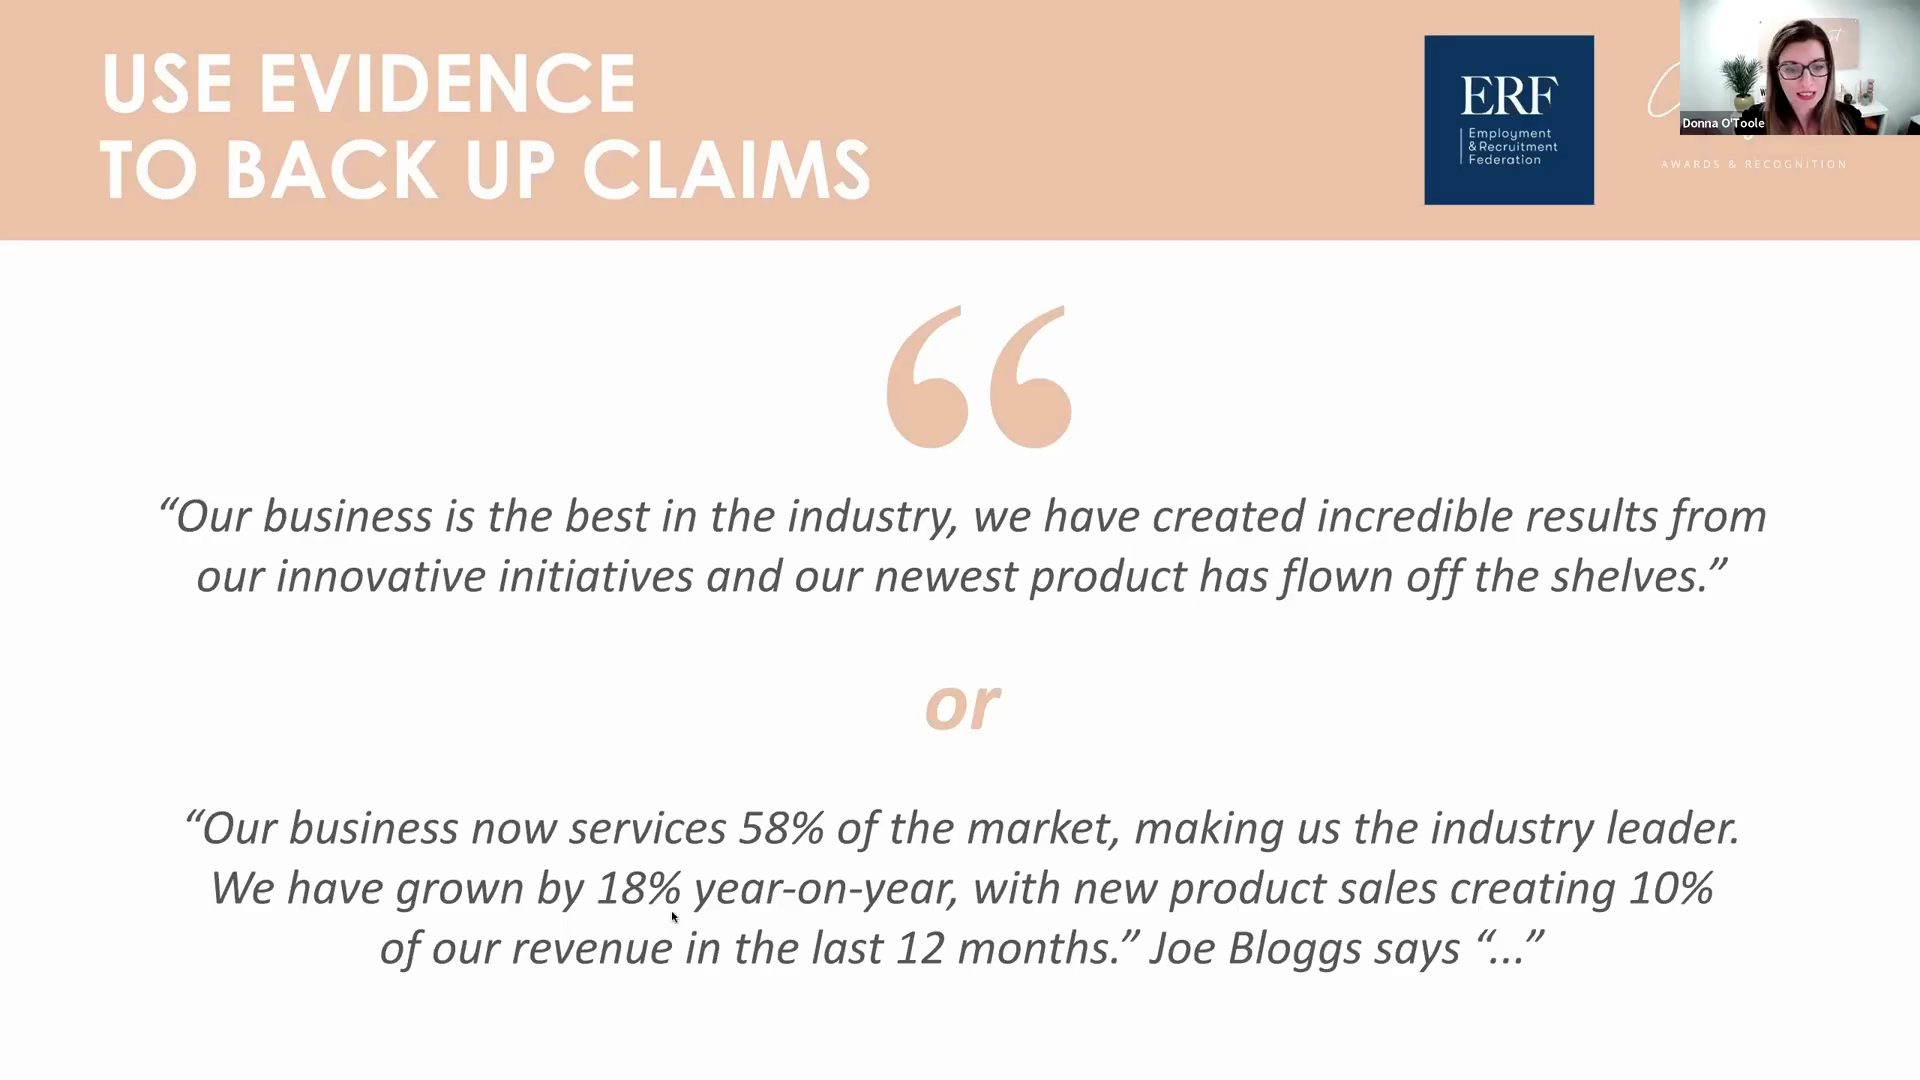 USE EVIDENCE
TO BACK UP CLAIMS
ERF
Employment
& Recruitment
Federation
Donna O'Toole
AWARDS & RECOGNITION
“Our business is the best in the industry, we have created incredible results from
our innovative initiatives and our newest product has flown off the shelves.”
or
“Our business now services 58% of the market, making us the industry leader.
We have grown by 18% year-on-year, with new product sales creating 10%
of our revenue in the last 12 months.” Joe Bloggs says “...”